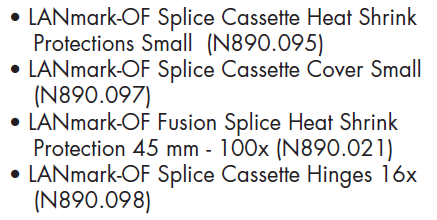 • LANmark-OF Splice Cassette Heat Shrink
Protections Small (N890.095)
• LANmark-OF Splice Cassette Cover Small
(N890.097)
• LANmark-OF Fusion Splice Heat Shrink
Protection 45 mm - 100x (N890.021)
• LANmark-OF Splice Cassette Hinges 16x
(N890.098)